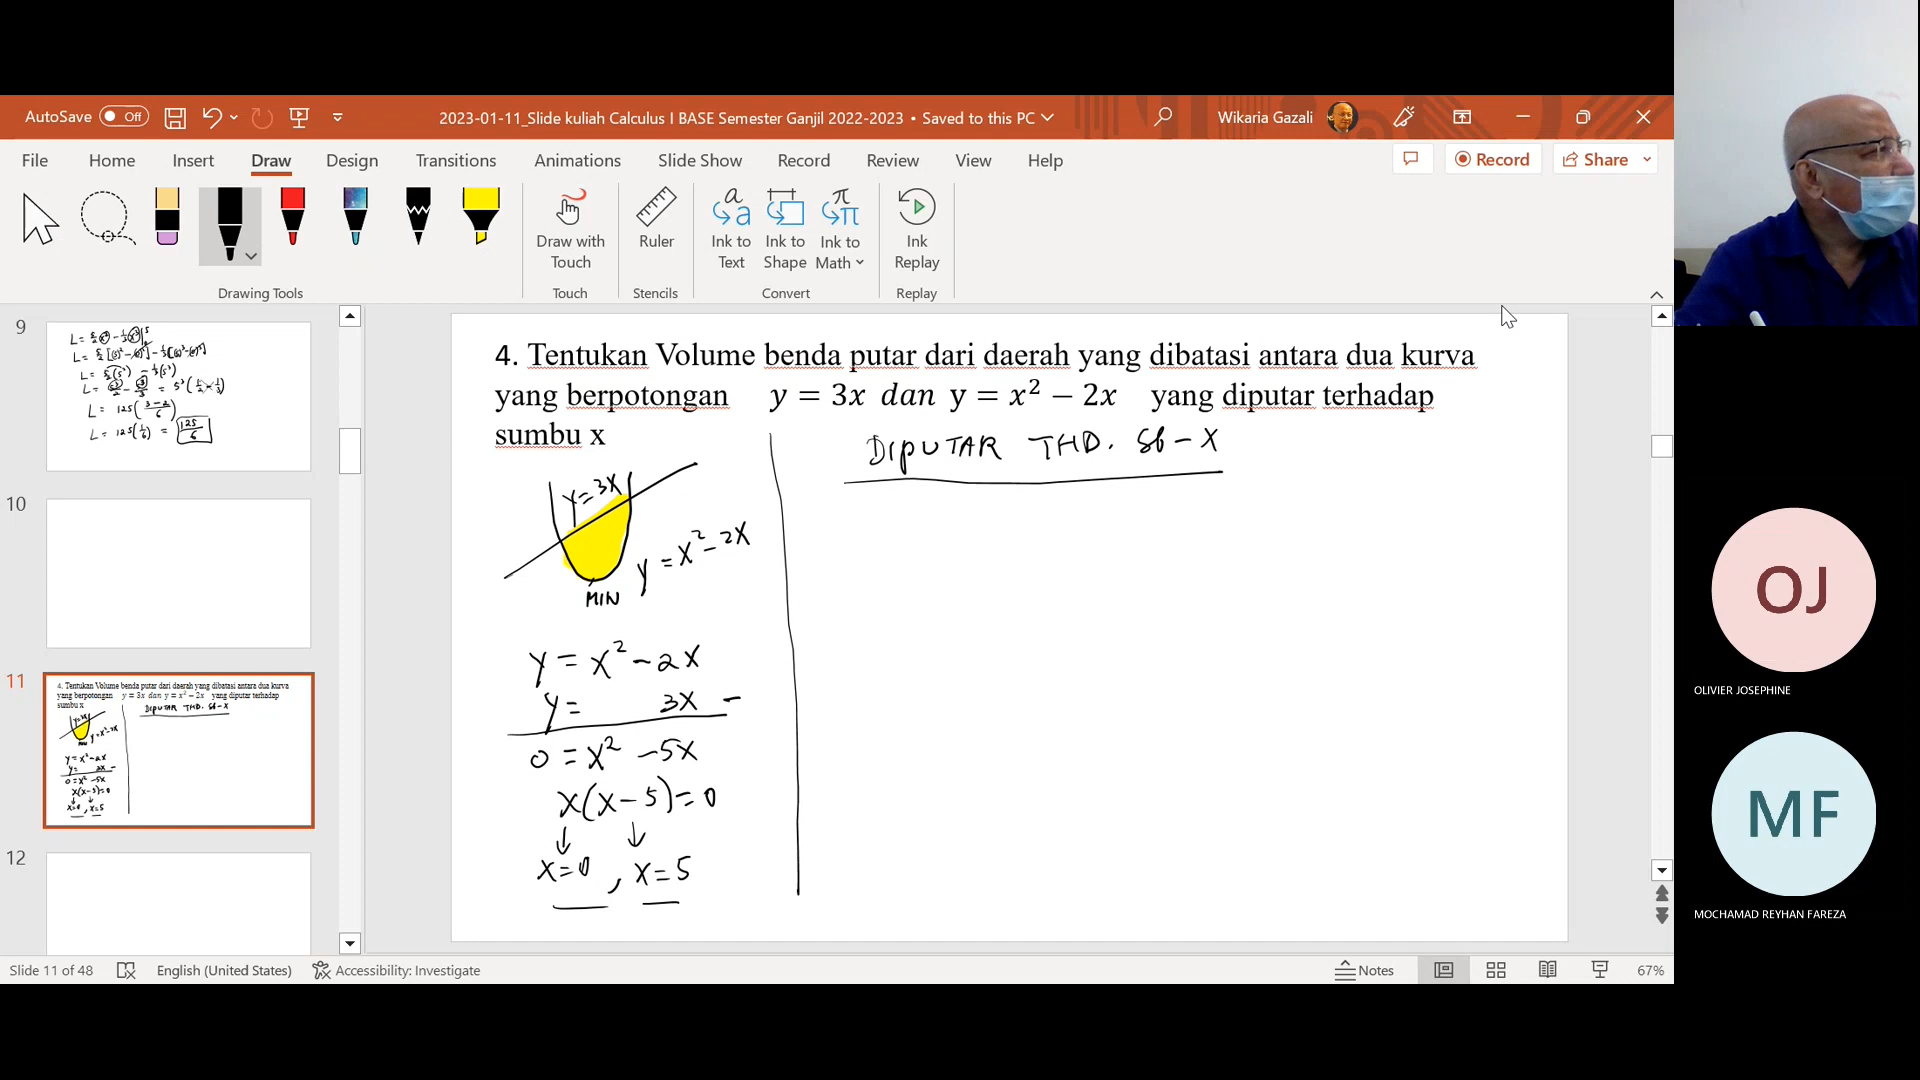 AutoSave Off 2023-01-11_Slide kuliah Calculus I BASE Semester Ganjil 2022-2023 • Saved to this PC Wikaria Gazali
File Home Insert Draw Design Transitions Animations Slide Show Record Review View Help Record Share
Draw with Touch
Ruler
Ink to Text
Ink to Shape
Ink to Math
Ink Replay
Drawing Tools Touch Stencils Convert Replay
9
10
11
12
4. Tentukan Volume benda putar dari daerah yang dibatasi antara dua kurva
yang berpotongan y = 3x dan y = x² − 2x yang diputar terhadap
sumbu x
DIPUTAR THD. Sb-X
y=3X
y = X²-2X
MIN
y = x² - 2x
y = 3x -
0 = x² - 5x
x(x-5)=0
x=0 , x=5
Slide 11 of 48 English (United States) Accessibility: Investigate Notes 67%
OJ
OLIVIER JOSEPHINE
MF
MOCHAMAD REYHAN FAREZA